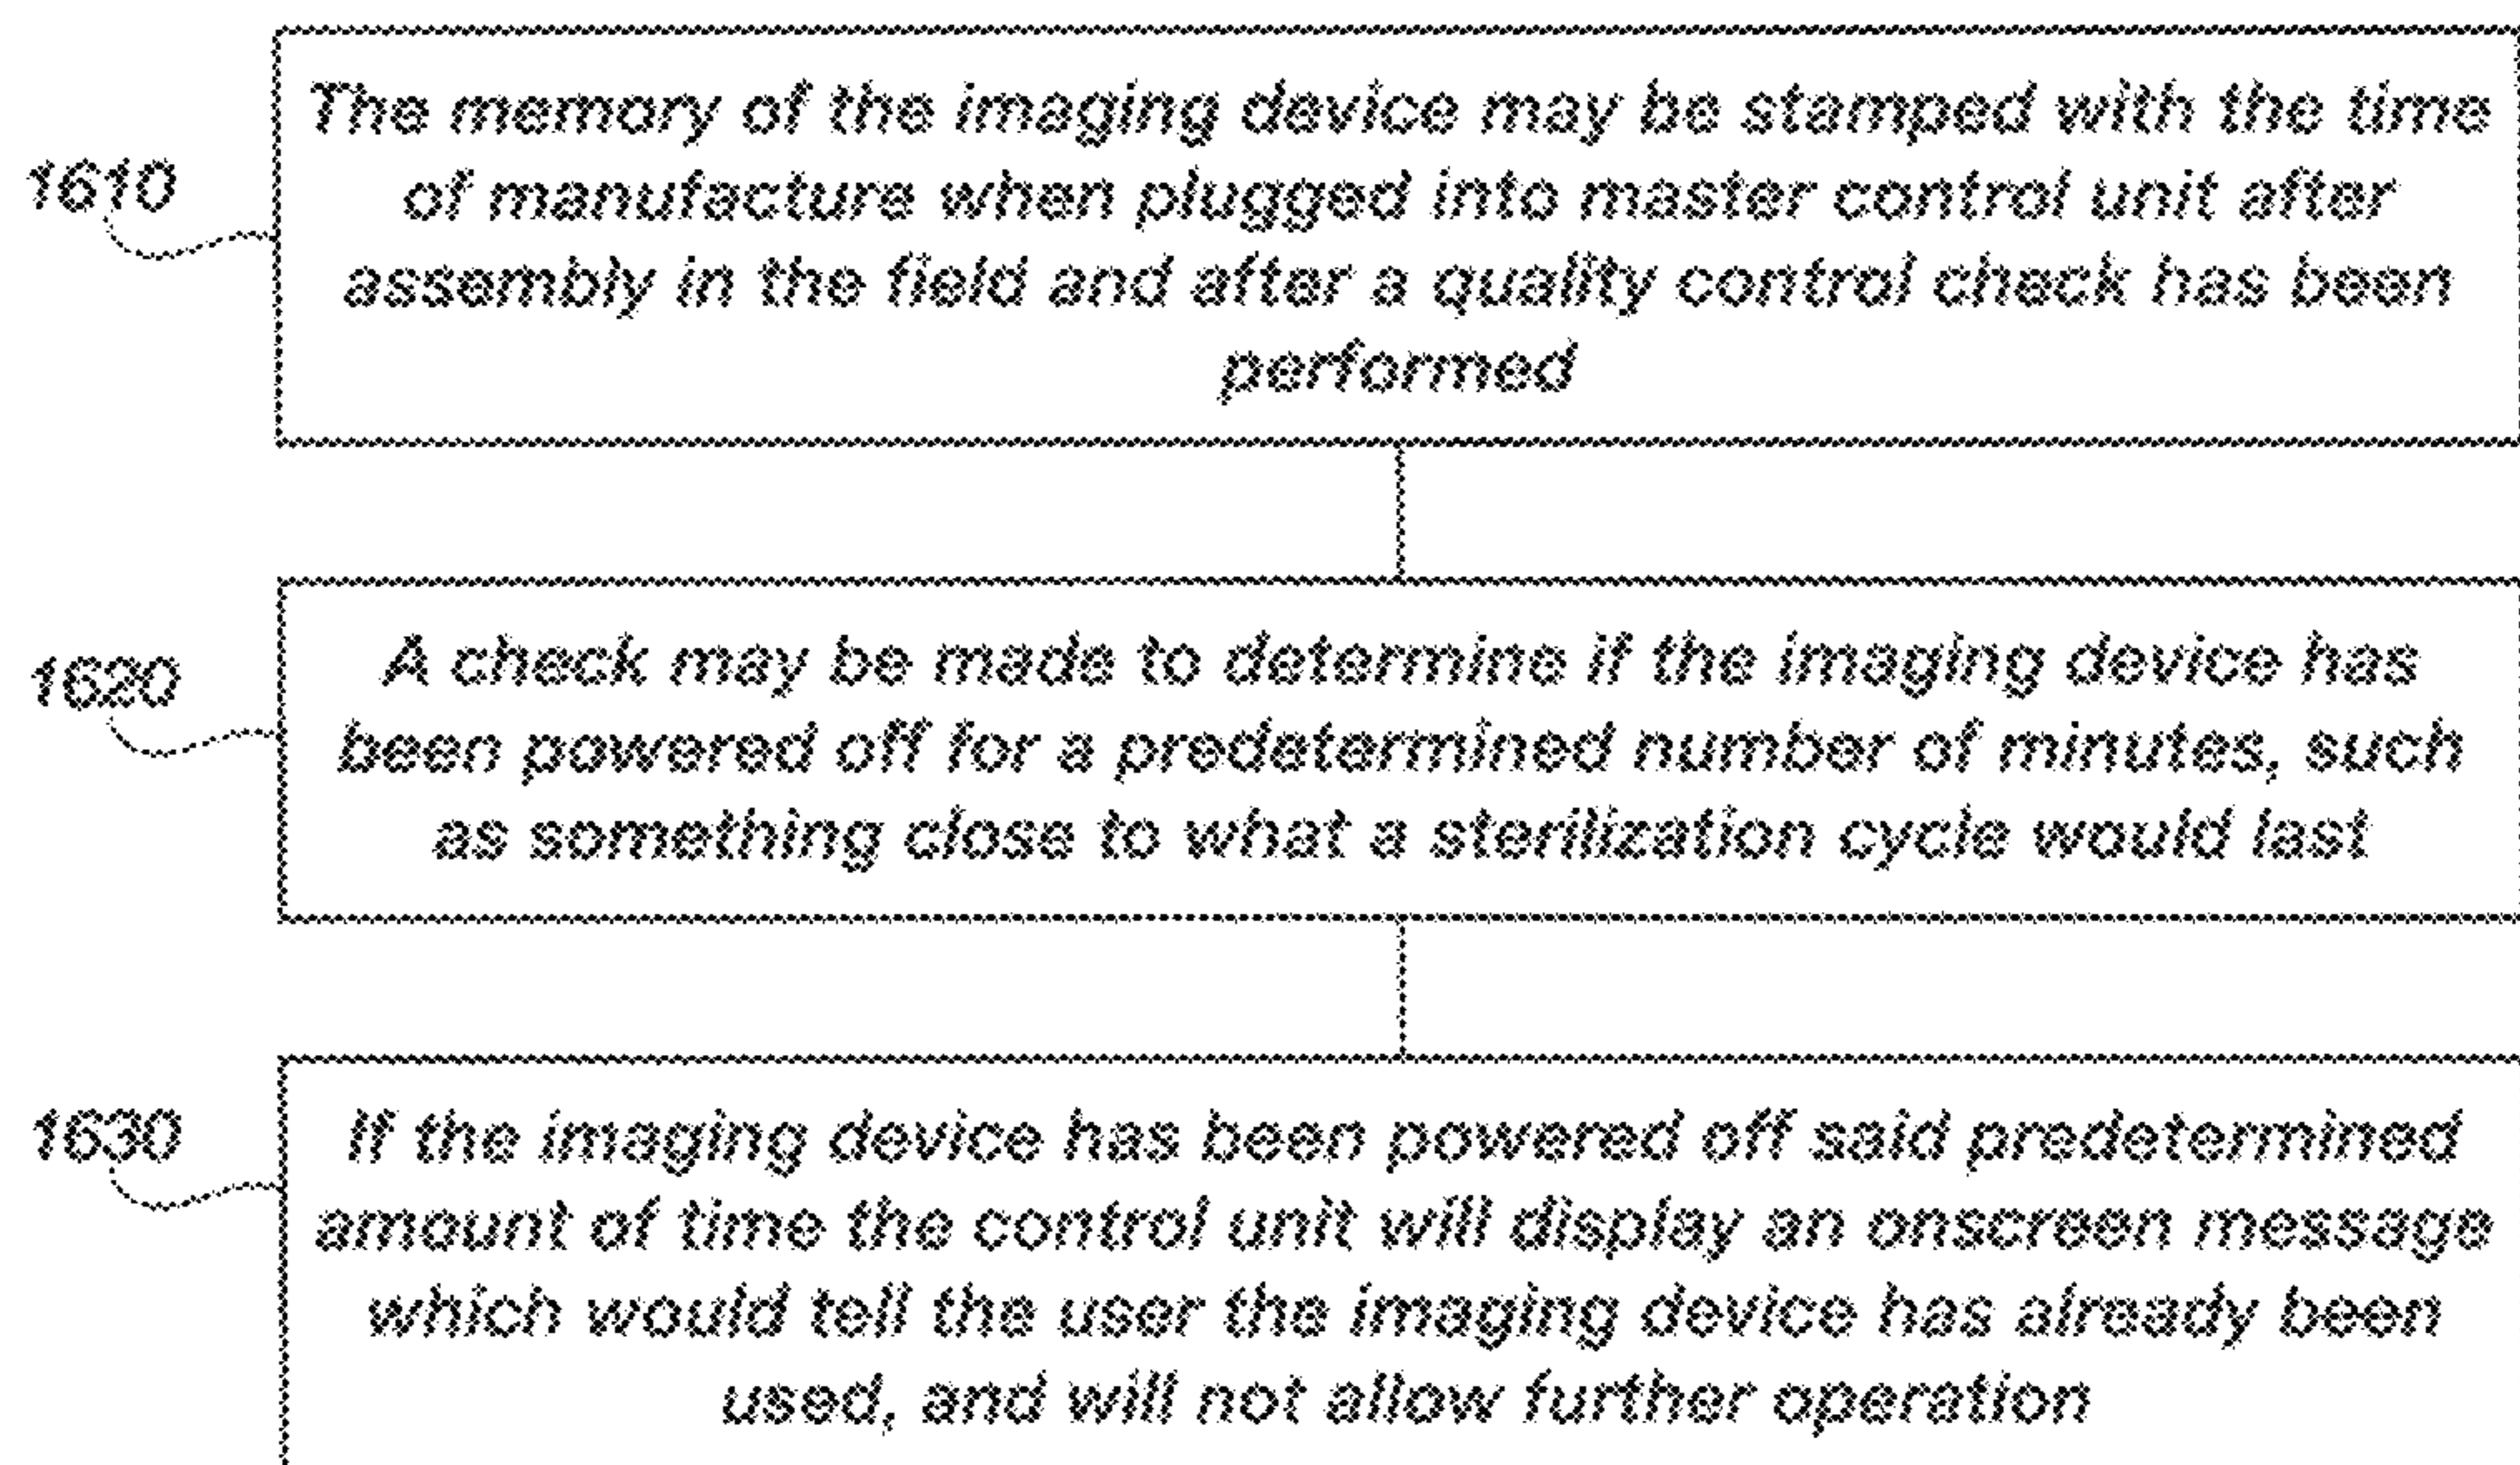 The memory of the imaging device may be stamped with the time
1610
of manufacture when plugged into master control unit after
assembly in the field and after a quality control check has been
performed
A check may be made to determine if the imaging device has
1620
been powered off for a predetermined number of minutes, such
as something close to what a sterilization cycle would last
1630
If the imaging device has been powered off said predetermined
amount of time the control unit will display an onscreen message
which would tell the user the imaging device has already been
used, and will not allow further operation